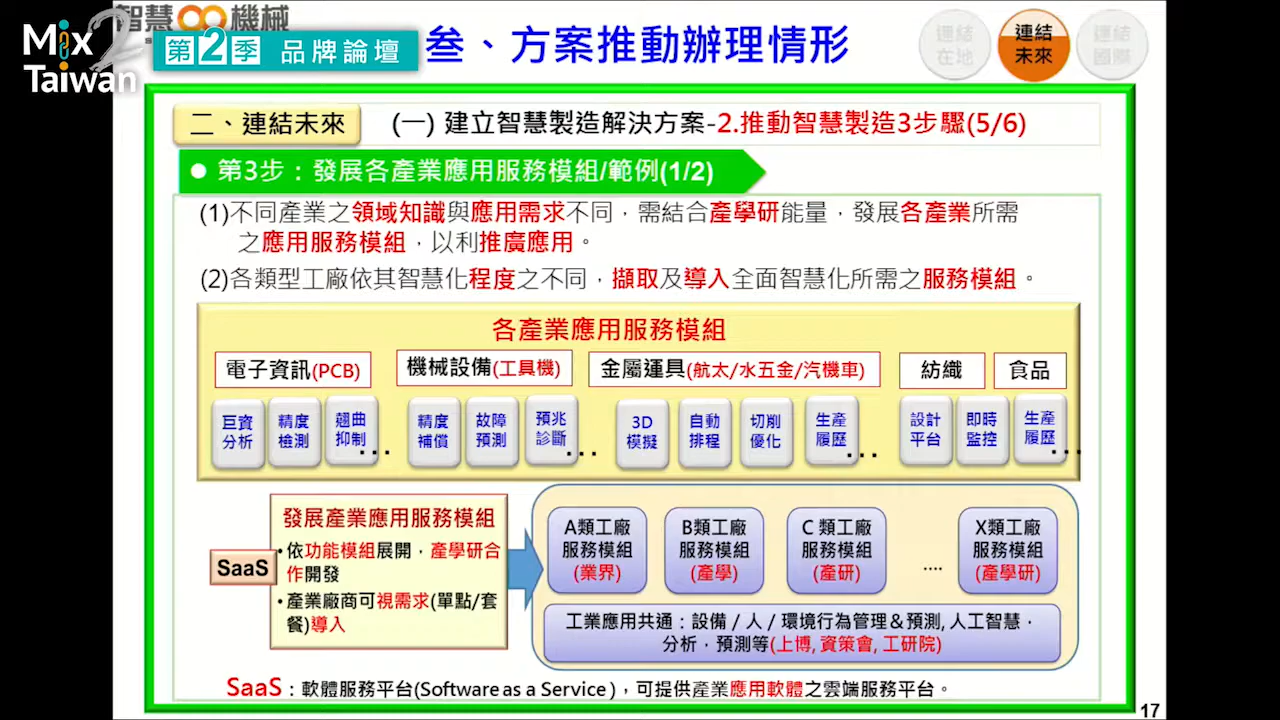 智慧機械
Mix 2
Taiwan
第2季 品牌論壇
叁、方案推動辦理情形
連結
在地
連結
未來
連結
國際
二、連結未來
(一) 建立智慧製造解決方案-2.推動智慧製造3步驟(5/6)
● 第3步：發展各產業應用服務模組/範例(1/2)
(1)不同產業之領域知識與應用需求不同，需結合產學研能量，發展各產業所需
之應用服務模組，以利推廣應用。
(2)各類型工廠依其智慧化程度之不同，擷取及導入全面智慧化所需之服務模組。
各產業應用服務模組
電子資訊(PCB)
機械設備(工具機)
金屬運具(航太/水五金/汽機車)
紡織
食品
巨資
分析
精度
檢測
翹曲
抑制
...
精度
補償
故障
預測
預兆
診斷
...
3D
模擬
自動
排程
切削
優化
生產
履歷
...
設計
平台
即時
監控
生產
履歷
...
SaaS
發展產業應用服務模組
•依功能模組展開，產學研合
作開發
•產業廠商可視需求(單點/套
餐)導入
A類工廠
服務模組
(業界)
B類工廠
服務模組
(產學)
C 類工廠
服務模組
(產研)
....
X類工廠
服務模組
(產學研)
工業應用共通：設備 / 人 / 環境行為管理＆預測, 人工智慧，
分析，預測等(上博, 資策會, 工研院)
SaaS：軟體服務平台(Software as a Service )，可提供產業應用軟體之雲端服務平台。
17